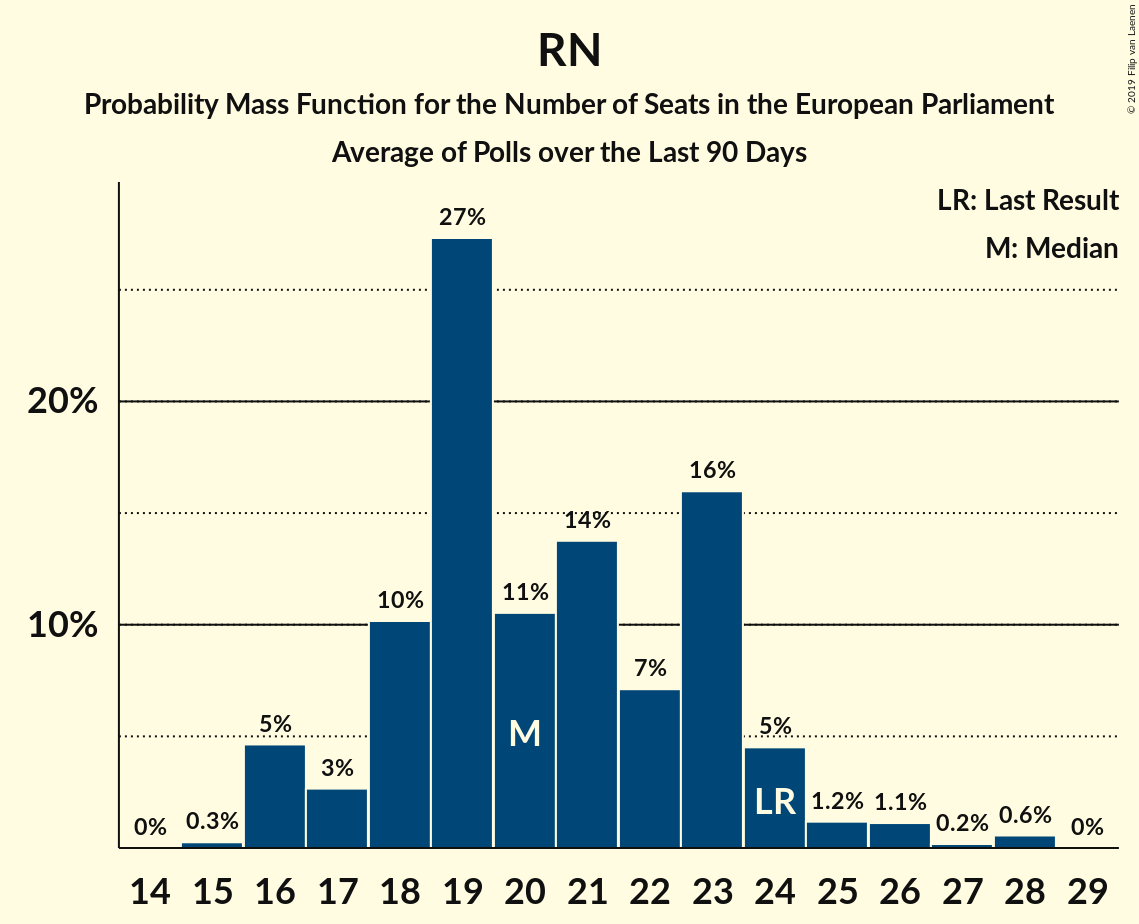 RN
Probability Mass Function for the Number of Seats in the European Parliament
Average of Polls over the Last 90 Days
© 2019 Filip van Laenen
LR: Last Result
M: Median
20%
10%
0% 0.3% 5% 3% 10% 27% 11% 14% 7% 16% 5% 1.2% 1.1% 0.2% 0.6% 0%
M LR
14 15 16 17 18 19 20 21 22 23 24 25 26 27 28 29